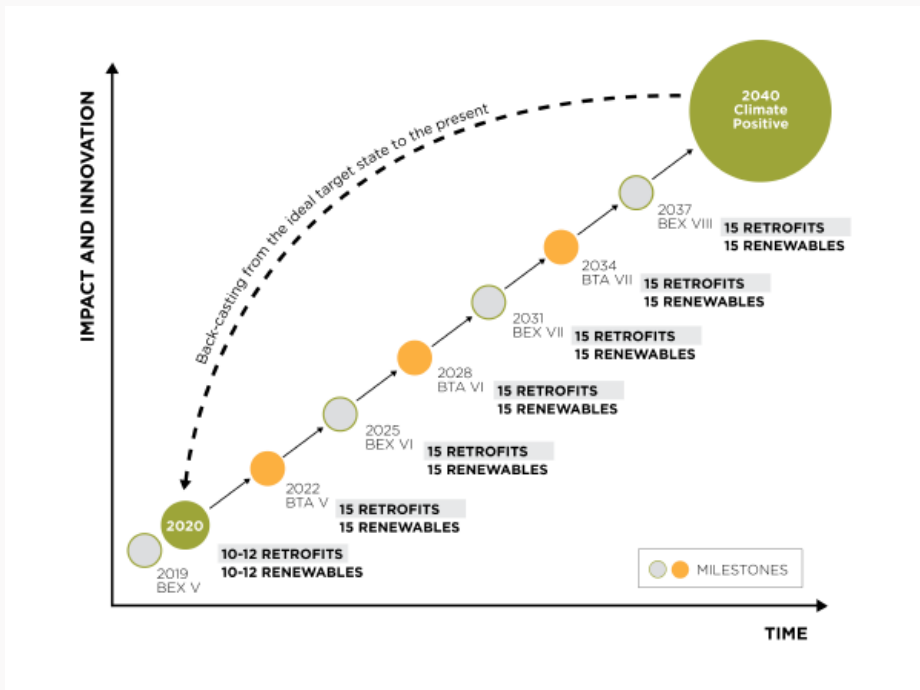 IMPACT AND INNOVATION
Back-casting from the ideal target state to the present
2040
Climate
Positive
2037
BEX VIII
15 RETROFITS
15 RENEWABLES
2034
BTA VII
15 RETROFITS
15 RENEWABLES
2031
BEX VII
15 RETROFITS
15 RENEWABLES
2028
BTA VI
15 RETROFITS
15 RENEWABLES
2025
BEX VI
15 RETROFITS
15 RENEWABLES
2022
BTA V
15 RETROFITS
15 RENEWABLES
2020
10-12 RETROFITS
10-12 RENEWABLES
2019
BEX V
MILESTONES
TIME